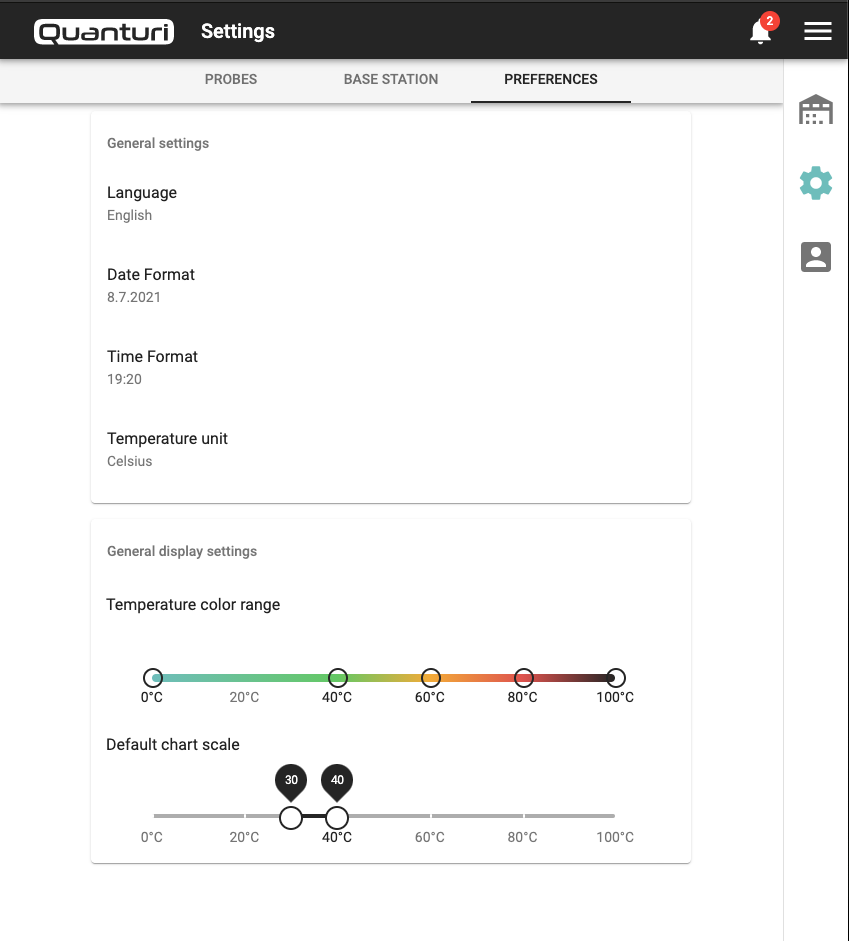 Quanturi
Settings
2
PROBES
BASE STATION
PREFERENCES
General settings
Language
English
Date Format
8.7.2021
Time Format
19:20
Temperature unit
Celsius
General display settings
Temperature color range
0°C 20°C 40°C 60°C 80°C 100°C
Default chart scale
30 40
0°C 20°C 40°C 60°C 80°C 100°C